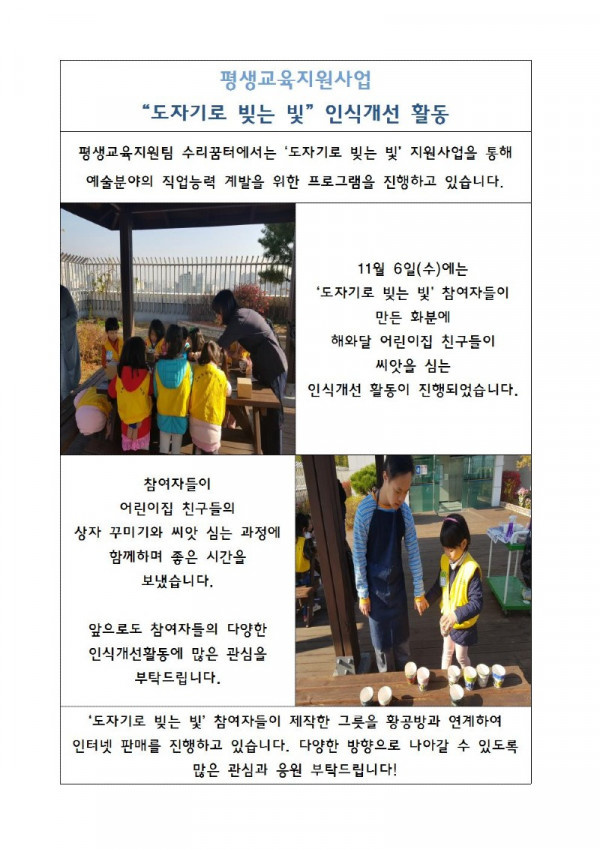 평생교육지원사업
“도자기로 빚는 빛” 인식개선 활동
평생교육지원팀 수리꿈터에서는 ‘도자기로 빚는 빛’ 지원사업을 통해
예술분야의 직업능력 계발을 위한 프로그램을 진행하고 있습니다.
11월 6일(수)에는
‘도자기로 빚는 빛’ 참여자들이
만든 화분에
해와달 어린이집 친구들이
씨앗을 심는
인식개선 활동이 진행되었습니다.
참여자들이
어린이집 친구들의
상자 꾸미기와 씨앗 심는 과정에
함께하며 좋은 시간을
보냈습니다.
앞으로도 참여자들의 다양한
인식개선활동에 많은 관심을
부탁드립니다.
‘도자기로 빚는 빛’ 참여자들이 제작한 그릇을 황공방과 연계하여
인터넷 판매를 진행하고 있습니다. 다양한 방향으로 나아갈 수 있도록
많은 관심과 응원 부탁드립니다!